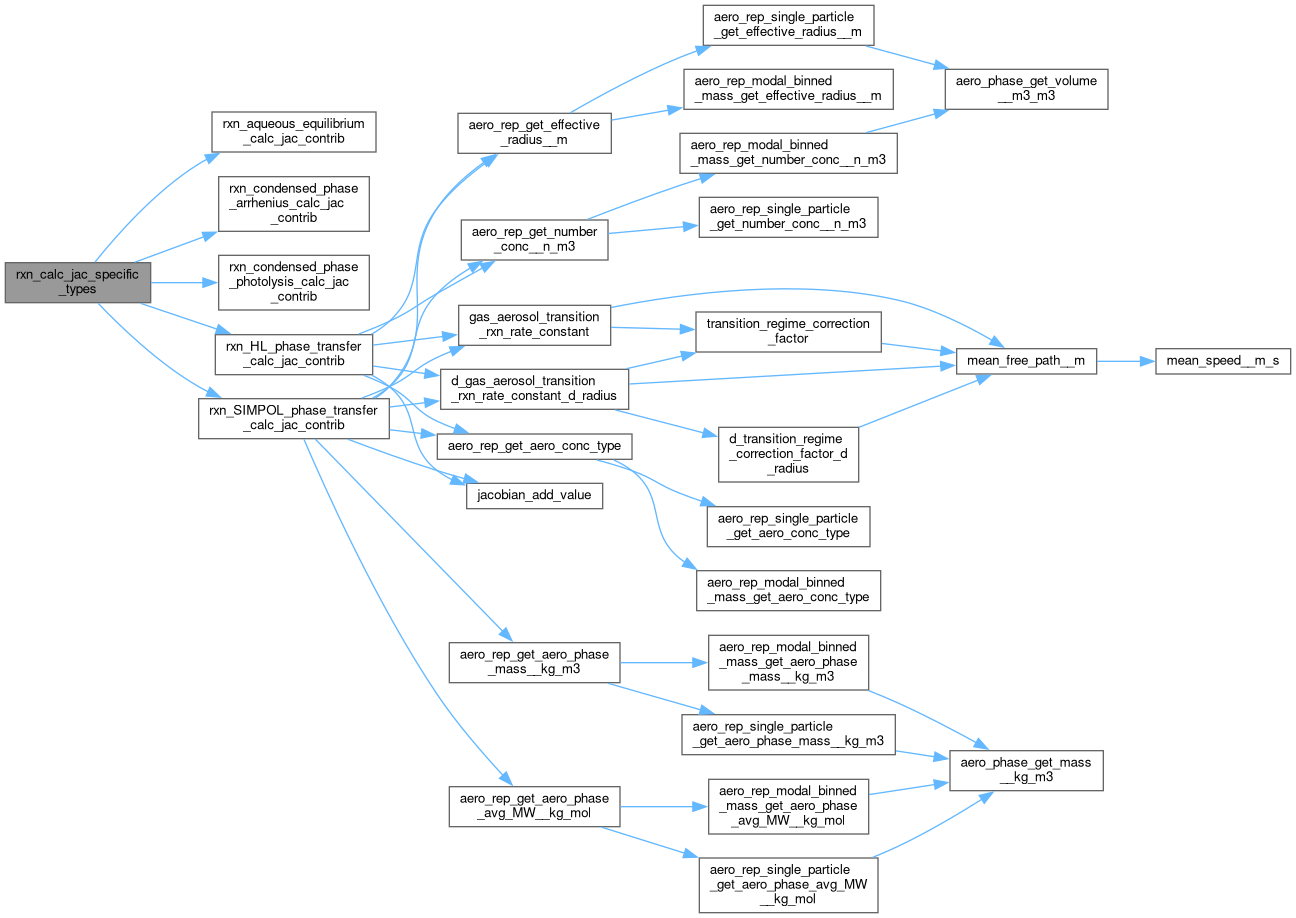 rxn_calc_jac_specific
_types
rxn_aqueous_equilibrium
_calc_jac_contrib
rxn_condensed_phase
_arrhenius_calc_jac
_contrib
rxn_condensed_phase
_photolysis_calc_jac
_contrib
rxn_HL_phase_transfer
_calc_jac_contrib
rxn_SIMPOL_phase_transfer
_calc_jac_contrib
aero_rep_get_effective
_radius__m
aero_rep_get_number
_conc__n_m3
gas_aerosol_transition
_rxn_rate_constant
d_gas_aerosol_transition
_rxn_rate_constant_d_radius
aero_rep_get_aero_conc_type
jacobian_add_value
aero_rep_get_aero_phase
_mass__kg_m3
aero_rep_get_aero_phase
_avg_MW__kg_mol
aero_rep_single_particle
_get_effective_radius__m
aero_rep_modal_binned
_mass_get_effective_radius__m
aero_rep_modal_binned
_mass_get_number_conc__n_m3
aero_rep_single_particle
_get_number_conc__n_m3
transition_regime_correction
_factor
d_transition_regime
_correction_factor_d
_radius
aero_rep_single_particle
_get_aero_conc_type
aero_rep_modal_binned
_mass_get_aero_conc_type
aero_rep_modal_binned
_mass_get_aero_phase
_mass__kg_m3
aero_rep_single_particle
_get_aero_phase_mass__kg_m3
aero_rep_modal_binned
_mass_get_aero_phase
_avg_MW__kg_mol
aero_rep_single_particle
_get_aero_phase_avg_MW
__kg_mol
aero_phase_get_volume
__m3_m3
mean_free_path__m
aero_phase_get_mass
__kg_m3
mean_speed__m_s